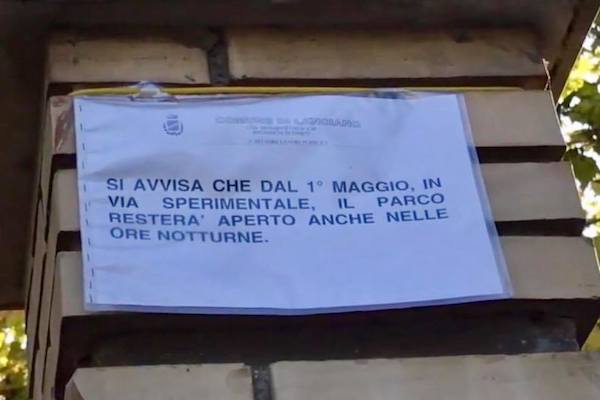 COMUNE DI
SI AVVISA CHE DAL 1° MAGGIO, IN
VIA SPERIMENTALE, IL PARCO
RESTERA' APERTO ANCHE NELLE
ORE NOTTURNE.